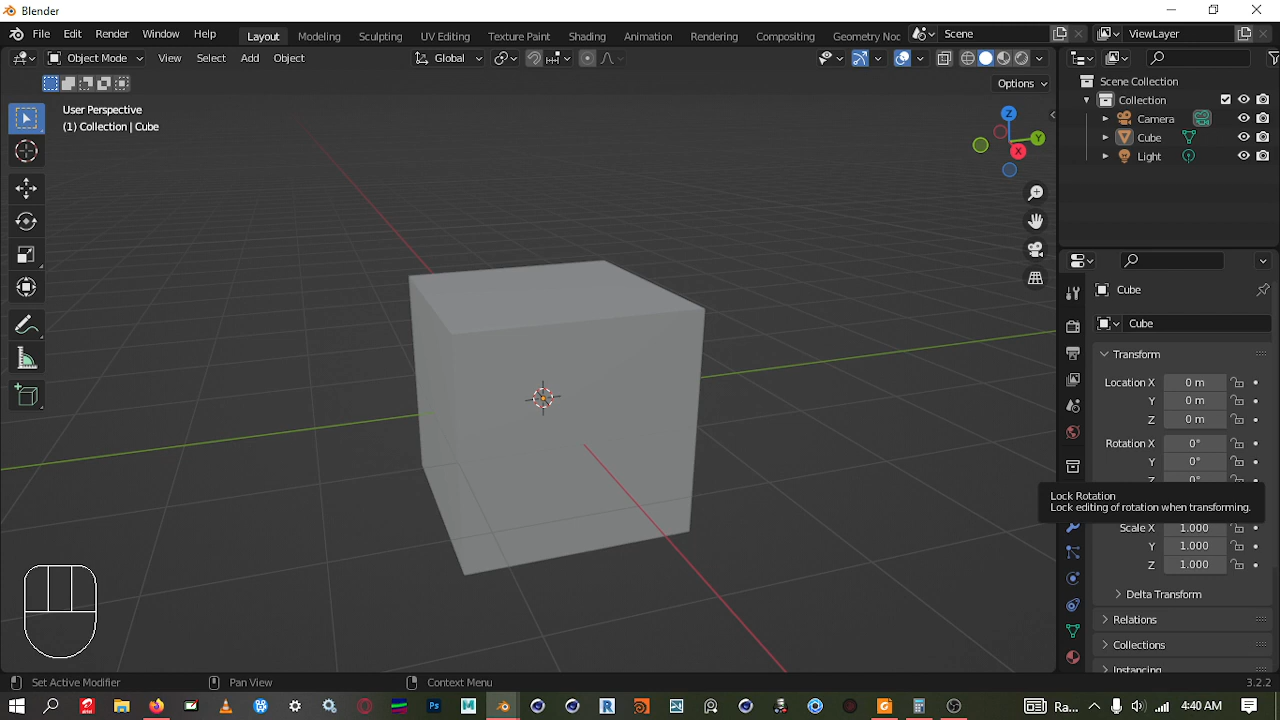 Blender
File Edit Render Window Help Layout Modeling Sculpting UV Editing Texture Paint Shading Animation Rendering Compositing Geometry Noc Scene ViewLayer
Object Mode View Select Add Object Global
Options
User Perspective
(1) Collection | Cube
Z
Y
X
Scene Collection
Collection
Camera
Cube
Light
Cube
Cube
Transform
Location X 0 m
Y 0 m
Z 0 m
Rotation X 0°
Y 0°
Z 0°
Lock Rotation
Lock editing of rotation when transforming.
Scale X 1.000
Y 1.000
Z 1.000
Delta Transform
Relations
Collections
Instancing
Set Active Modifier Pan View Context Menu 3.2.2
Ra... 4:40 AM